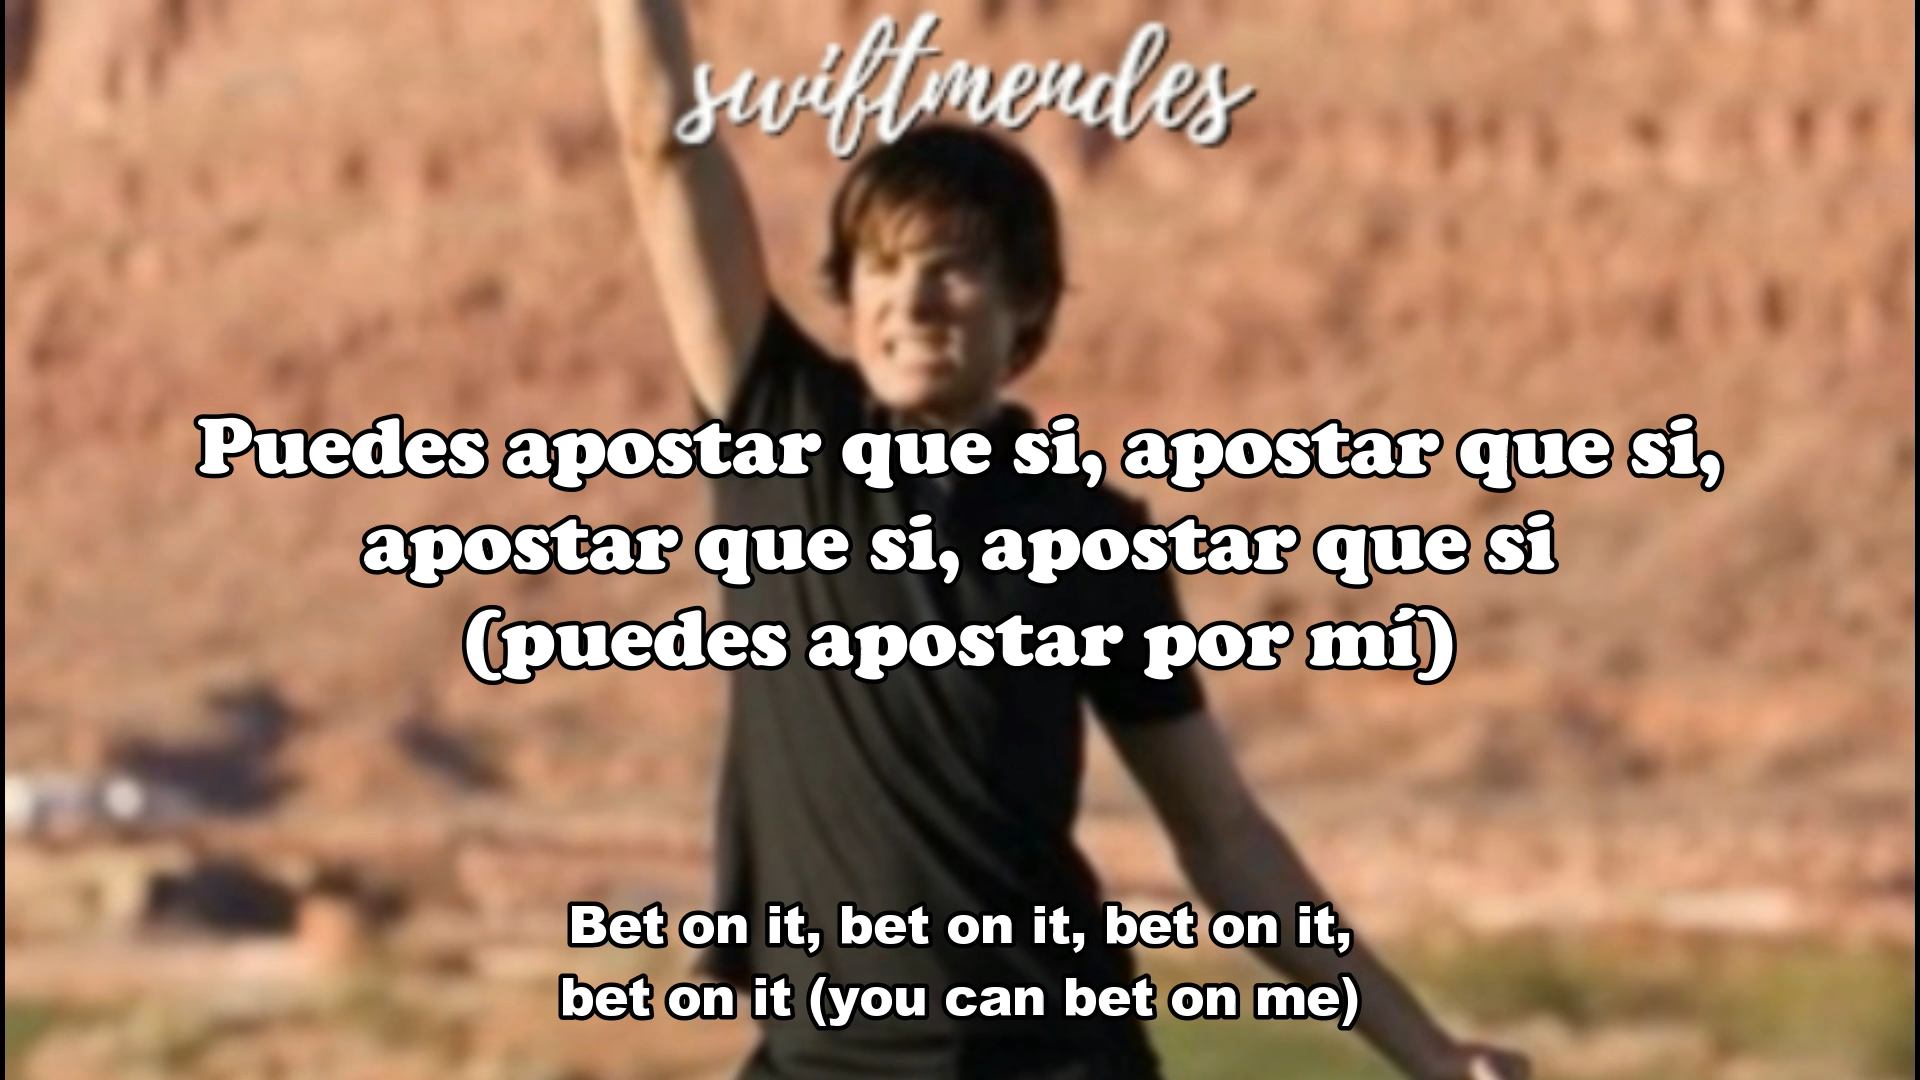 swiftmendes
Puedes apostar que si, apostar que si,
apostar que si, apostar que si
(puedes apostar por mí)
Bet on it, bet on it, bet on it,
bet on it (you can bet on me)